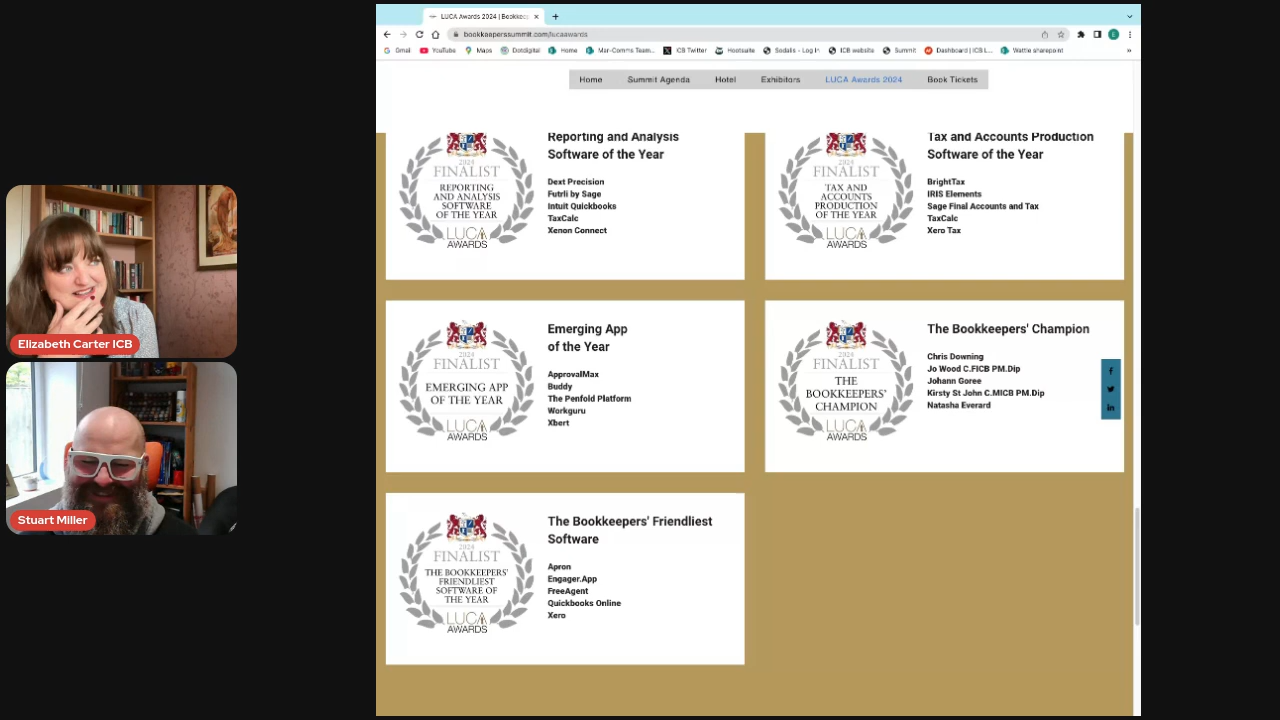 LUCA Awards 2024 | Bookkeep
bookkeeperssummit.com/lucaawards
Gmail YouTube Maps Dotdigital Home Mar-Comms Team... ICB Twitter Hootsuite Sodalis - Log in ICB website Summit Dashboard | ICB L... Wattle sharepoint »
Home Summit Agenda Hotel Exhibitors LUCA Awards 2024 Book Tickets
2024
FINALIST
REPORTING
AND ANALYSIS
SOFTWARE
OF THE YEAR
LUCA
AWARDS
Reporting and Analysis
Software of the Year
Dext Precision
Futrli by Sage
Intuit Quickbooks
TaxCalc
Xenon Connect
2024
FINALIST
TAX AND
ACCOUNTS
PRODUCTION
OF THE YEAR
LUCA
AWARDS
Tax and Accounts Production
Software of the Year
BrightTax
IRIS Elements
Sage Final Accounts and Tax
TaxCalc
Xero Tax
2024
FINALIST
EMERGING APP
OF THE YEAR
LUCA
AWARDS
Emerging App
of the Year
ApprovalMax
Buddy
The Penfold Platform
Workguru
Xbert
2024
FINALIST
THE
BOOKKEEPERS'
CHAMPION
LUCA
AWARDS
The Bookkeepers' Champion
Chris Downing
Jo Wood C.FICB PM.Dip
Johann Goree
Kirsty St John C.MICB PM.Dip
Natasha Everard
2024
FINALIST
THE BOOKKEEPERS'
FRIENDLIEST
SOFTWARE OF
THE YEAR
LUCA
AWARDS
The Bookkeepers' Friendliest
Software
Apron
Engager.App
FreeAgent
Quickbooks Online
Xero
Elizabeth Carter ICB
Stuart Miller